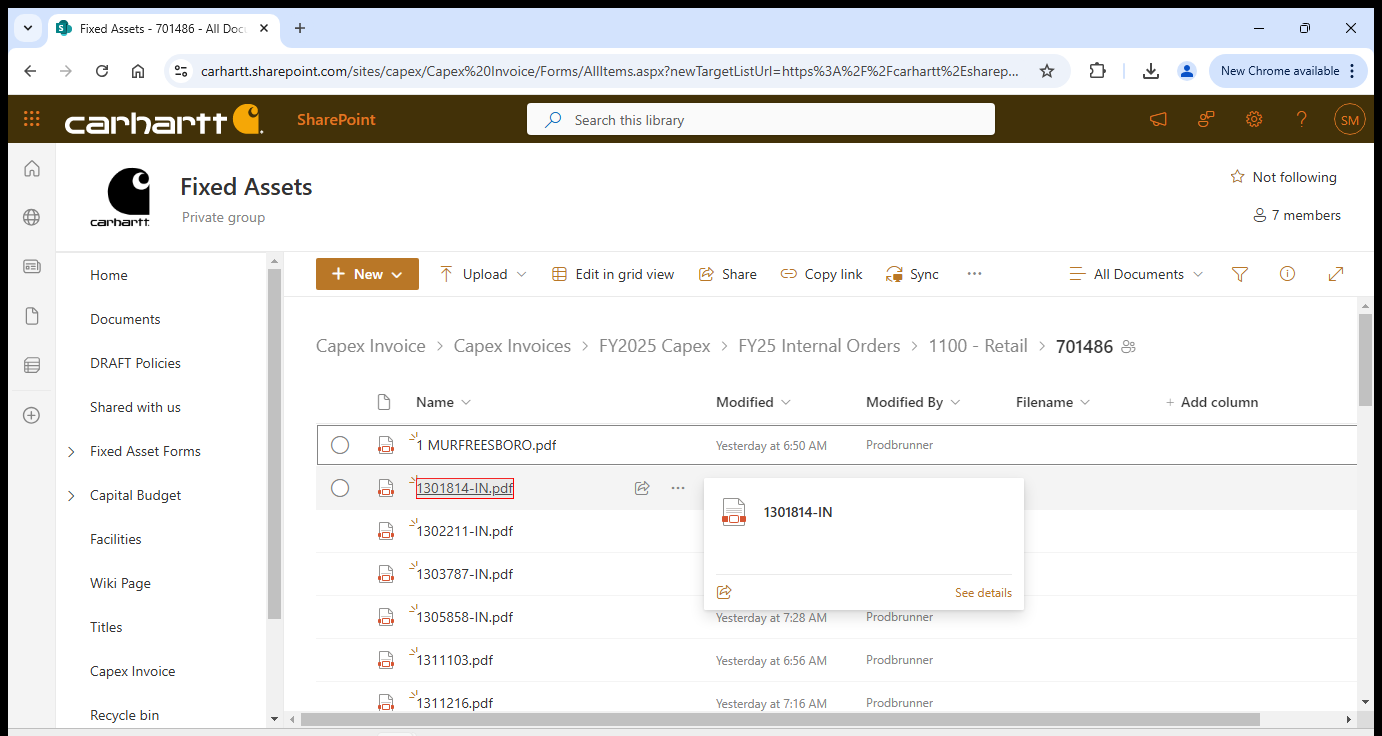 Fixed Assets - 701486 - All Doc
carhartt.sharepoint.com/sites/capex/Capex%20Invoice/Forms/AllItems.aspx?newTargetListUrl=https%3A%2F%2Fcarhartt%2Esharep...
New Chrome available
carhartt
SharePoint
Search this library
SM
carhartt
Fixed Assets
Private group
Not following
7 members
Home
Documents
DRAFT Policies
Shared with us
Fixed Asset Forms
Capital Budget
Facilities
Wiki Page
Titles
Capex Invoice
Recycle bin
New Upload Edit in grid view Share Copy link Sync ... All Documents
Capex Invoice > Capex Invoices > FY2025 Capex > FY25 Internal Orders > 1100 - Retail > 701486
Name Modified Modified By Filename + Add column
1 MURFREESBORO.pdf Yesterday at 6:50 AM Prodbrunner
1301814-IN.pdf
1301814-IN
See details
1302211-IN.pdf
1303787-IN.pdf
1305858-IN.pdf Yesterday at 7:28 AM Prodbrunner
1311103.pdf Yesterday at 6:56 AM Prodbrunner
1311216.pdf Yesterday at 7:16 AM Prodbrunner